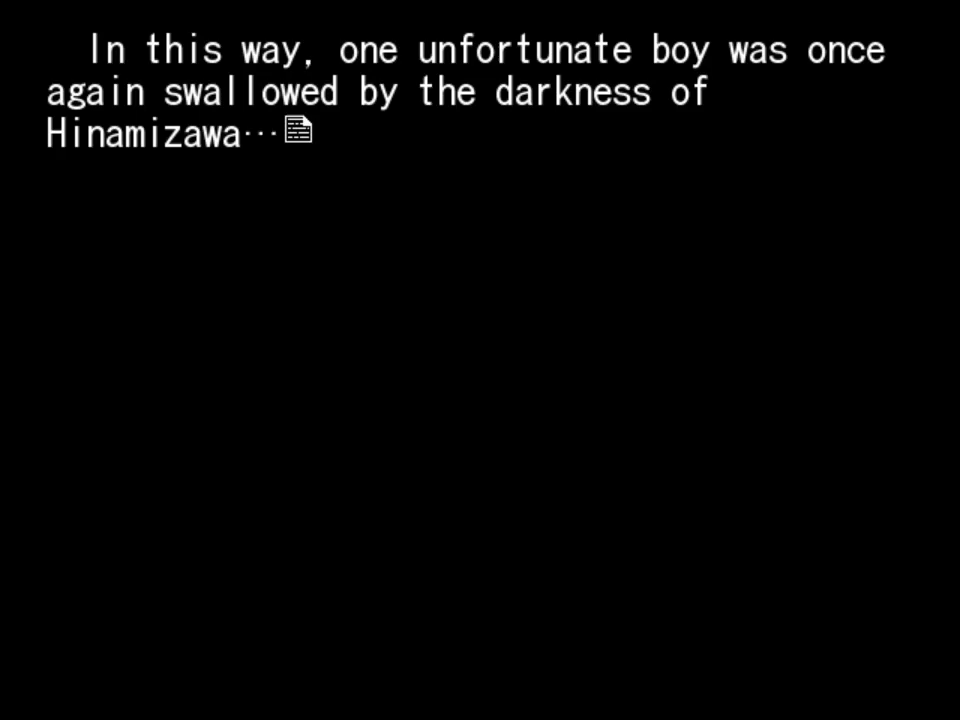 In this way, one unfortunate boy was once
again swallowed by the darkness of
Hinamizawa…